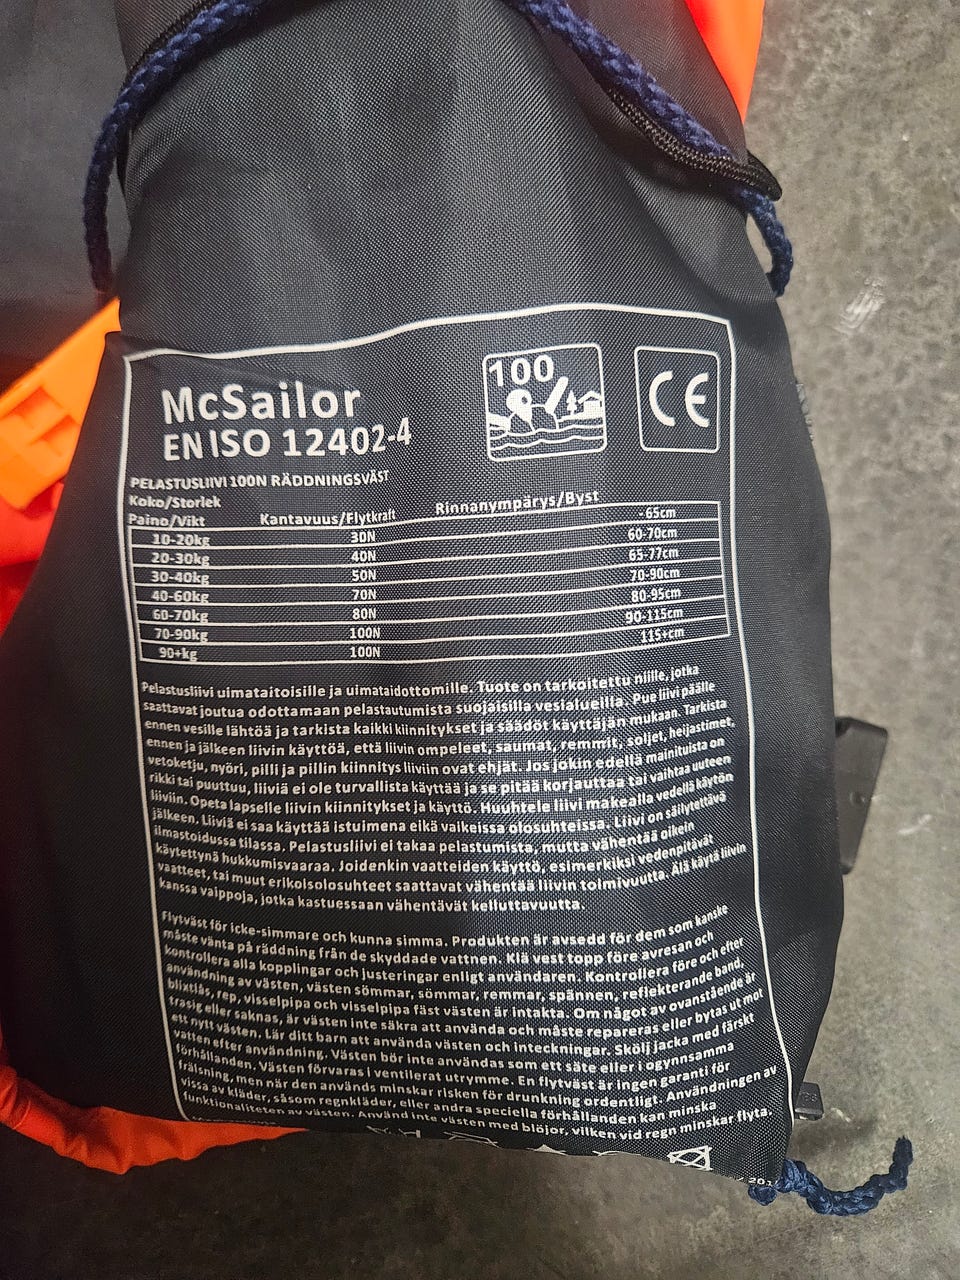 McSailor
EN ISO 12402-4
100
CE
PELASTUSLIIVI 100N RÄDDNINGSVÄST
Koko/Storlek
Paino/Vikt Kantavuus/Flytkraft Rinnanympärys/Byst
10-20kg 30N -65cm
20-30kg 40N 60-70cm
30-40kg 50N 65-77cm
40-60kg 70N 70-90cm
60-70kg 80N 80-95cm
70-90kg 100N 90-115cm
90+kg 100N 115+cm
Pelastusliivi uimataitoisille ja uimataidottomille. Tuote on tarkoitettu niille, jotka
saattavat joutua odottamaan pelastautumista suojaisilla vesialueilla. Pue liivi päälle
ennen vesille lähtöä ja tarkista kaikki kiinnitykset ja säädöt käyttäjän mukaan. Tarkista
ennen ja jälkeen liivin käyttöä, että liivin ompeleet, saumat, remmit, soljet, heijastimet,
vetoketju, nyöri, pilli ja pillin kiinnitys liiviin ovat ehjät. Jos jokin edellä mainituista on
rikki tai puuttuu, liiviä ei ole turvallista käyttää ja se pitää korjauttaa tai vaihtaa uuteen
liiviin. Opeta lapselle liivin kiinnitykset ja käyttö. Huuhtele liivi makealla vedellä käytön
jälkeen. Liiviä ei saa käyttää istuimena eikä vaikeissa olosuhteissa. Liivi on säilytettävä
ilmastoidussa tilassa. Pelastusliivi ei takaa pelastumista, mutta vähentää oikein
käytettynä hukkumisvaaraa. Joidenkin vaatteiden käyttö, esimerkiksi vedenpitävät
vaatteet, tai muut erikoisolosuhteet saattavat vähentää liivin toimivuutta. Älä käytä liivin
kanssa vaippoja, jotka kastuessaan vähentävät kelluttavuutta.
Flytväst för icke-simmare och kunna simma. Produkten är avsedd för dem som kanske
måste vänta på räddning från de skyddade vattnen. Klä vest topp före avresan och
kontrollera alla kopplingar och justeringar enligt användaren. Kontrollera före och efter
användning av västen, västen sömmar, sömmar, remmar, spännen, reflekterande band,
blixtlås, rep, visselpipa och visselpipa fäst västen är intakta. Om något av ovanstående är
trasig eller saknas, är västen inte säkra att använda och måste repareras eller bytas ut mot
ett nytt västen. Lär ditt barn att använda västen och inteckningar. Skölj jacka med färskt
vatten efter användning. Västen bör inte användas som ett säte eller i ogynnsamma
förhållanden. Västen förvaras i ventilerat utrymme. En flytväst är ingen garanti för
frälsning, men när den används minskar risken för drunkning ordentligt. Användningen av
vissa av kläder, såsom regnkläder, eller andra speciella förhållanden kan minska
funktionaliteten av västen. Använd inte västen med blöjor, vilken vid regn minskar flyta.